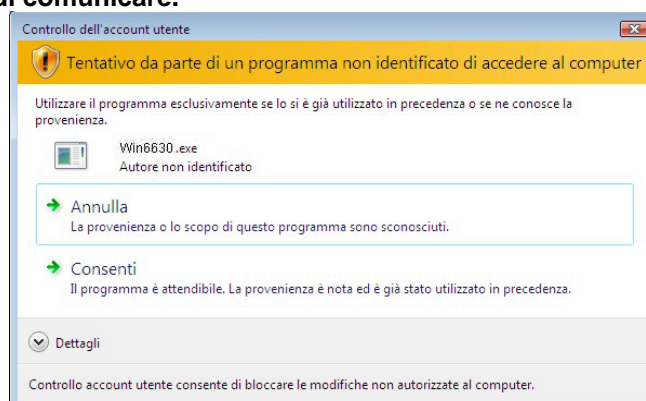 di comunicare.
Controllo dell'account utente
Tentativo da parte di un programma non identificato di accedere al computer
Utilizzare il programma esclusivamente se lo si è già utilizzato in precedenza o se ne conosce la
provenienza.
Win6630.exe
Autore non identificato
Annulla
La provenienza o lo scopo di questo programma sono sconosciuti.
Consenti
Il programma è attendibile. La provenienza è nota ed è già stato utilizzato in precedenza.
Dettagli
Controllo account utente consente di bloccare le modifiche non autorizzate al computer.